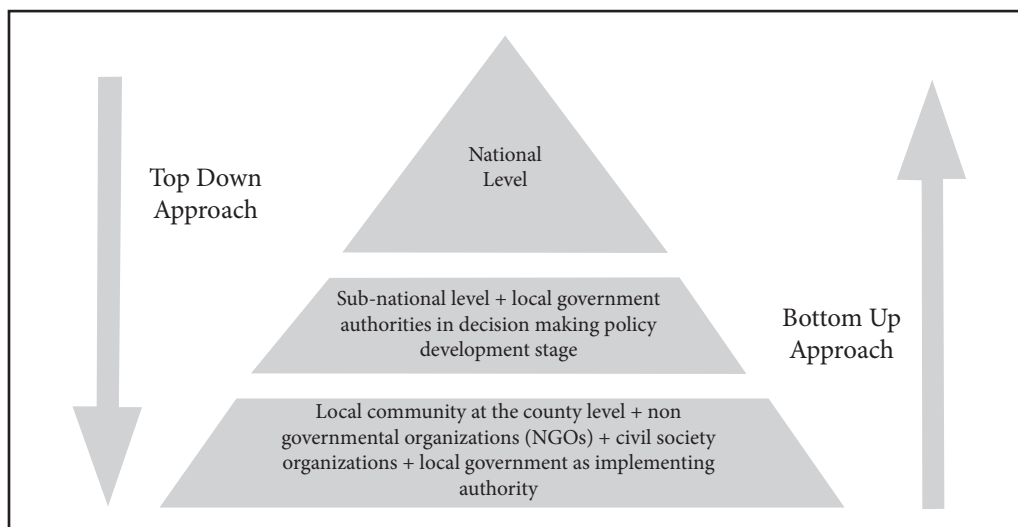 National
Level
Top Down
Approach
Sub-national level + local government
authorities in decision making policy
development stage
Bottom Up
Approach
Local community at the county level + non
governmental organizations (NGOs) + civil society
organizations + local government as implementing
authority